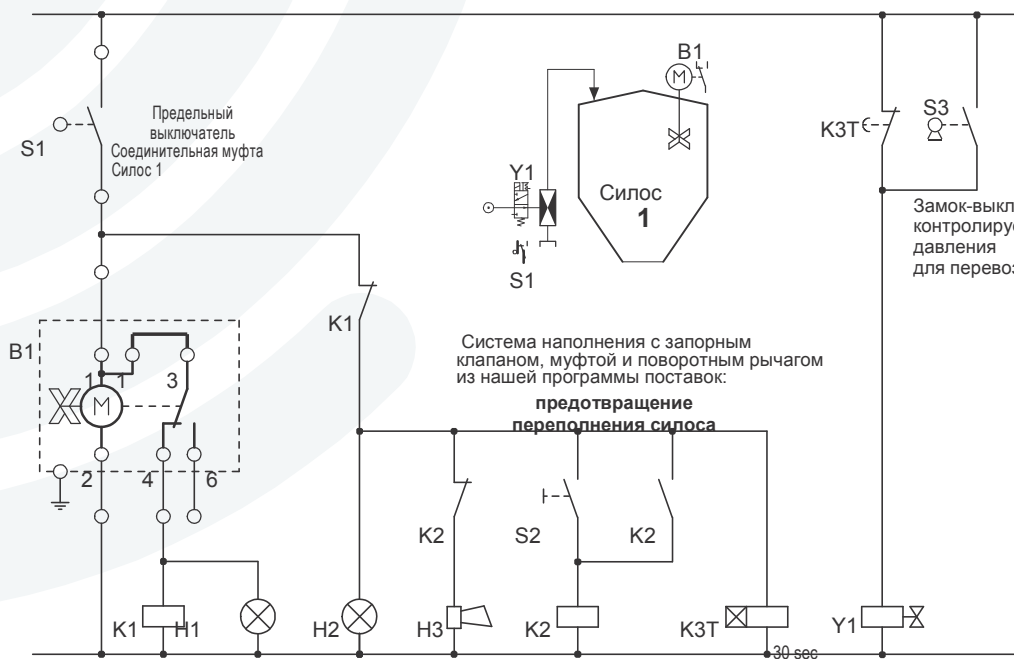 B1
M
Предельный
выключатель
Соединительная муфта
Силос 1
S1
Y1
Силос
1
S1
K3T
S3
Замок-выкл
контролируе
давления
для перевоз
K1
B1
1 1 3
M
2 4 6
Система наполнения с запорным
клапаном, муфтой и поворотным рычагом
из нашей программы поставок:
предотвращение
переполнения силоса
K2
S2
K2
K1
H1
H2
H3
K2
K3T
30 sec
Y1